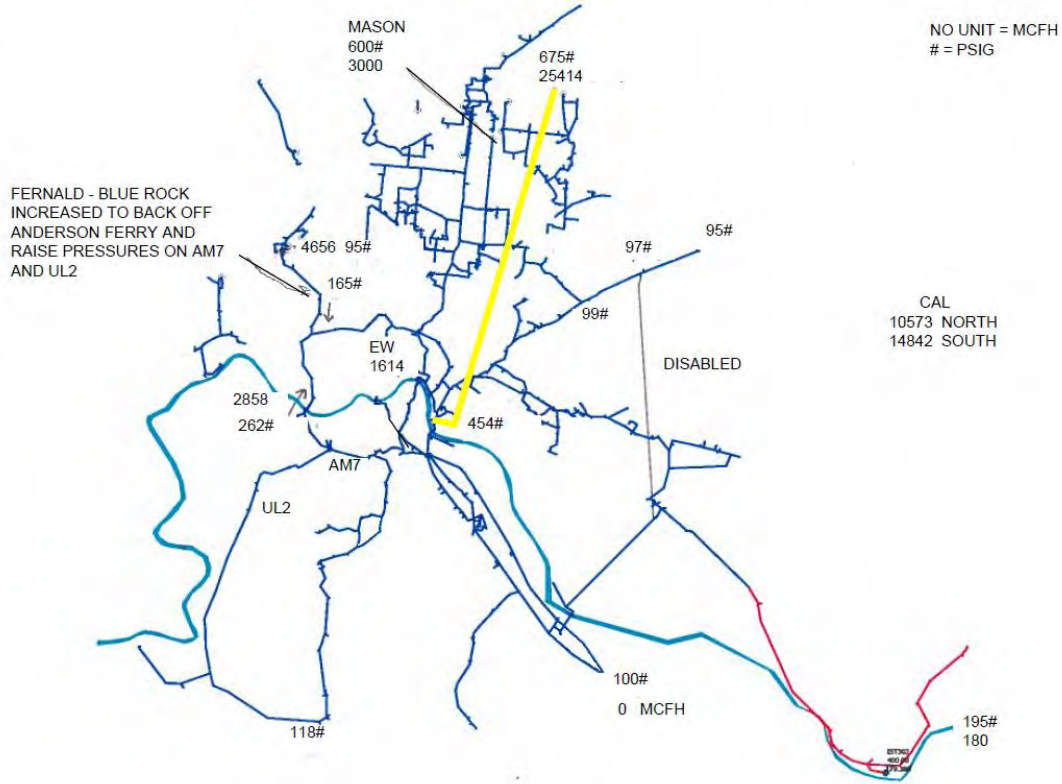 MASON
600#
3000
675#
25414
NO UNIT = MCFH
# = PSIG
FERNALD - BLUE ROCK
INCREASED TO BACK OFF
ANDERSON FERRY AND
RAISE PRESSURES ON AM7
AND UL2
4656 95#
165#
97#
95#
99#
CAL
10573 NORTH
14842 SOUTH
EW
1614
DISABLED
2858
262#
454#
AM7
UL2
100#
0 MCFH
118#
195#
180